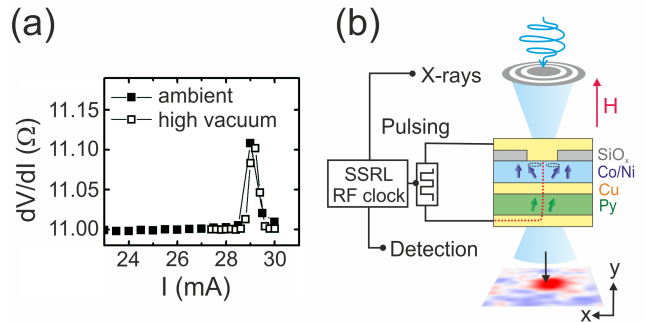 (a)
ambient
high vacuum
dV/dI (Ω)
11.15
11.10
11.05
11.00
24 26 28 30
I (mA)
(b)
X-rays
H
Pulsing
SSRL
RF clock
SiOₓ
Co/Ni
Cu
Py
Detection
y
x